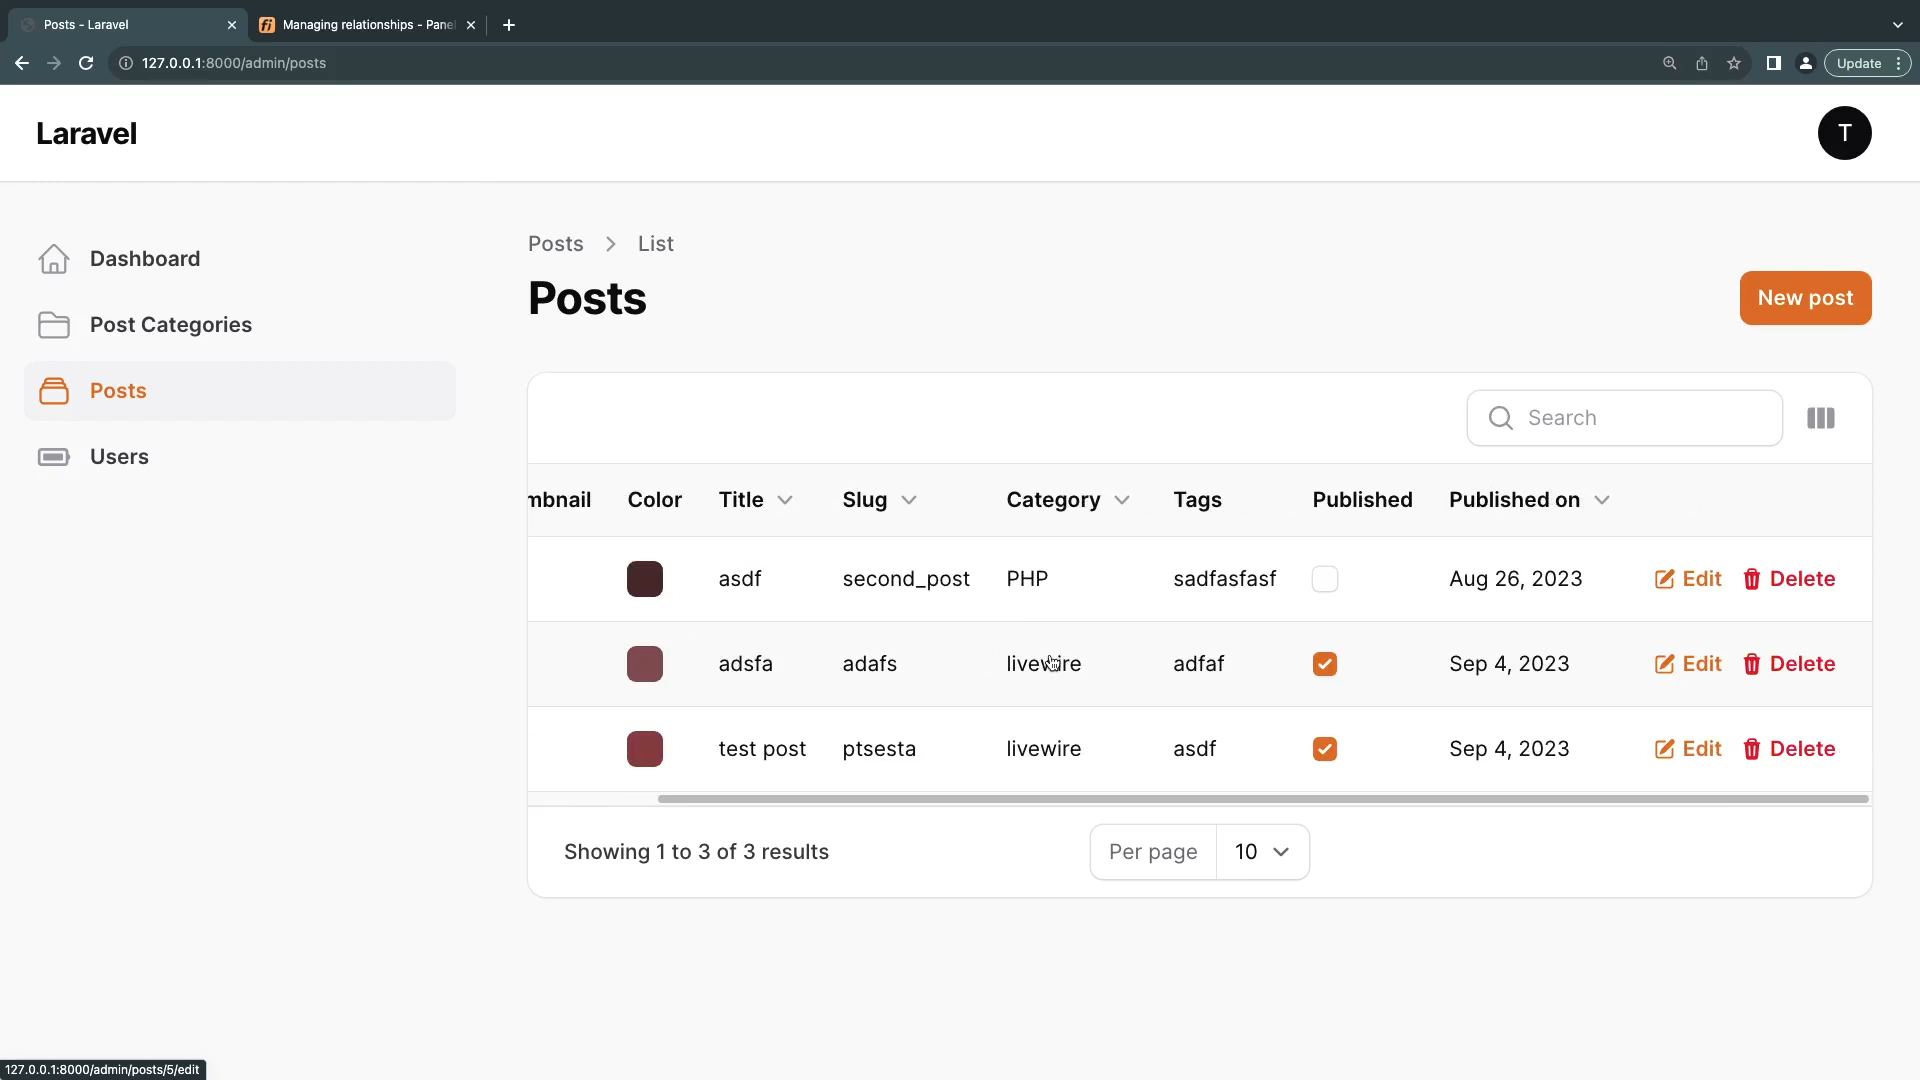 Posts - Laravel
Managing relationships - Pane
127.0.0.1:8000/admin/posts
Update
Laravel
T
Dashboard
Post Categories
Posts
Users
Posts > List
Posts
New post
Search
mbnail Color Title Slug Category Tags Published Published on
asdf second_post PHP sadfasfasf Aug 26, 2023 Edit Delete
adsfa adafs livewire adfaf Sep 4, 2023 Edit Delete
test post ptsesta livewire asdf Sep 4, 2023 Edit Delete
Showing 1 to 3 of 3 results
Per page 10
127.0.0.1:8000/admin/posts/5/edit